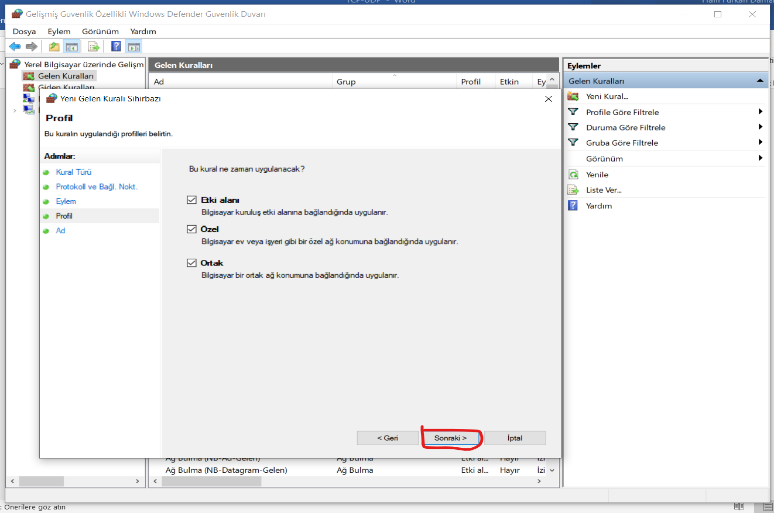 TCP-UDP - Word
Gelişmiş Güvenlik Özellikli Windows Defender Güvenlik Duvarı
Dosya Eylem Görünüm Yardım
Yerel Bilgisayar üzerinde Gelişm
Gelen Kuralları
Giden Kuralları
Gelen Kuralları
Ad Grup Profil Etkin Ey
Eylemler
Gelen Kuralları
Yeni Kural...
Profile Göre Filtrele
Duruma Göre Filtrele
Gruba Göre Filtrele
Görünüm
Yenile
Liste Ver...
Yardım
Yeni Gelen Kuralı Sihirbazı
Profil
Bu kuralın uygulandığı profilleri belirtin.
Adımlar:
Kural Türü
Protokoll ve Bağl. Nokt.
Eylem
Profil
Ad
Bu kural ne zaman uygulanacak?
Etki alanı
Bilgisayar kuruluş etki alanına bağlandığında uygulanır.
Özel
Bilgisayar ev veya işyeri gibi bir özel ağ konumuna bağlandığında uygulanır.
Ortak
Bilgisayar bir ortak ağ konumuna bağlandığında uygulanır.
< Geri Sonraki > İptal
Ağ Bulma (NB-Ad-Gelen) Ağ Bulma Etki al... Hayır İzi
Ağ Bulma (NB-Datagram-Gelen) Ağ Bulma Etki al... Hayır İzi
: Önerilere göz atın